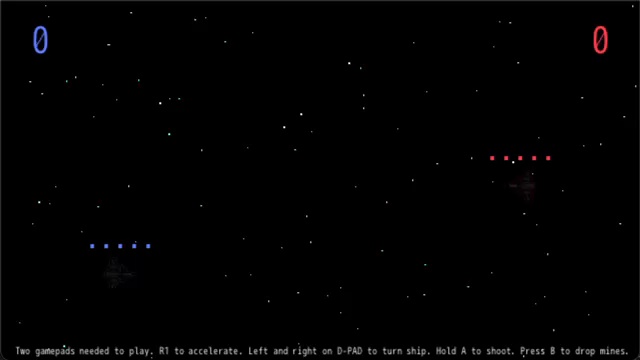 0 0
Two gamepads needed to play. R1 to accelerate. Left and right on D-PAD to turn ship. Hold A to shoot. Press B to drop mines.